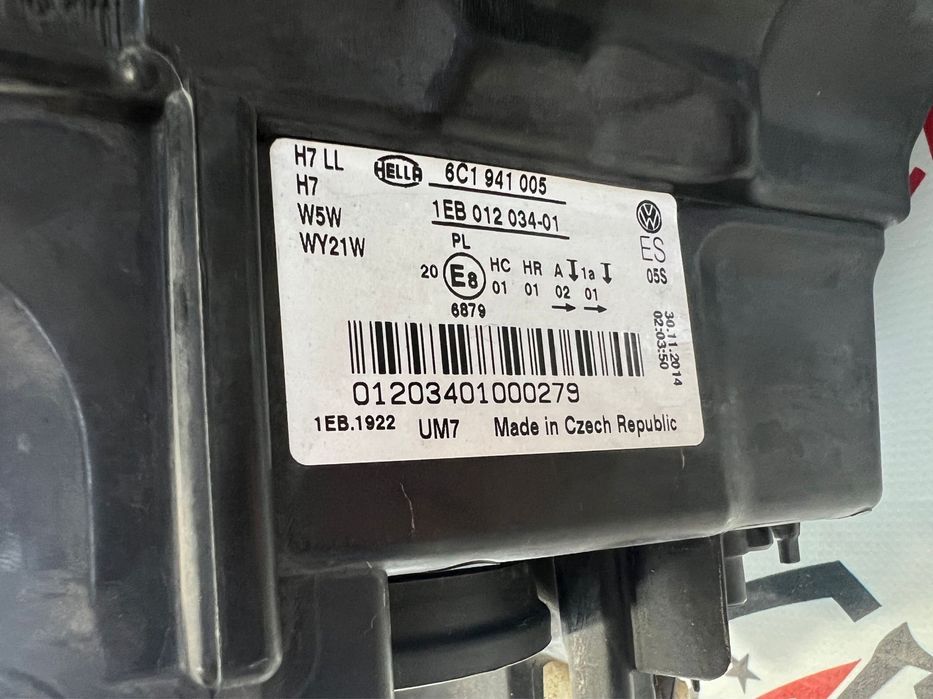 H7 LL
H7
W5W
WY21W
HELLA
6C1 941 005
1EB 012 034-01
PL
20 E8 HC HR A 1a
01 01 02 01
6879
VW
ES
05S
30.11.2014
02:03:50
01203401000279
1EB.1922 UM7 Made in Czech Republic